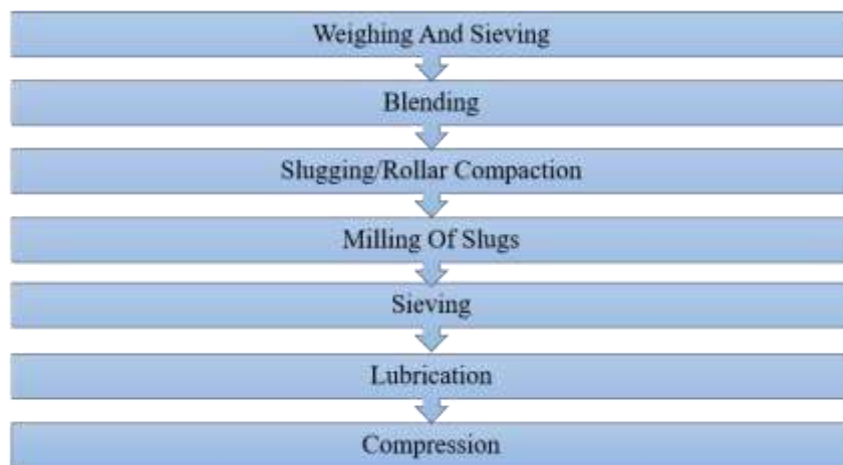 Weighing And Sieving
Blending
Slugging/Rollar Compaction
Milling Of Slugs
Sieving
Lubrication
Compression